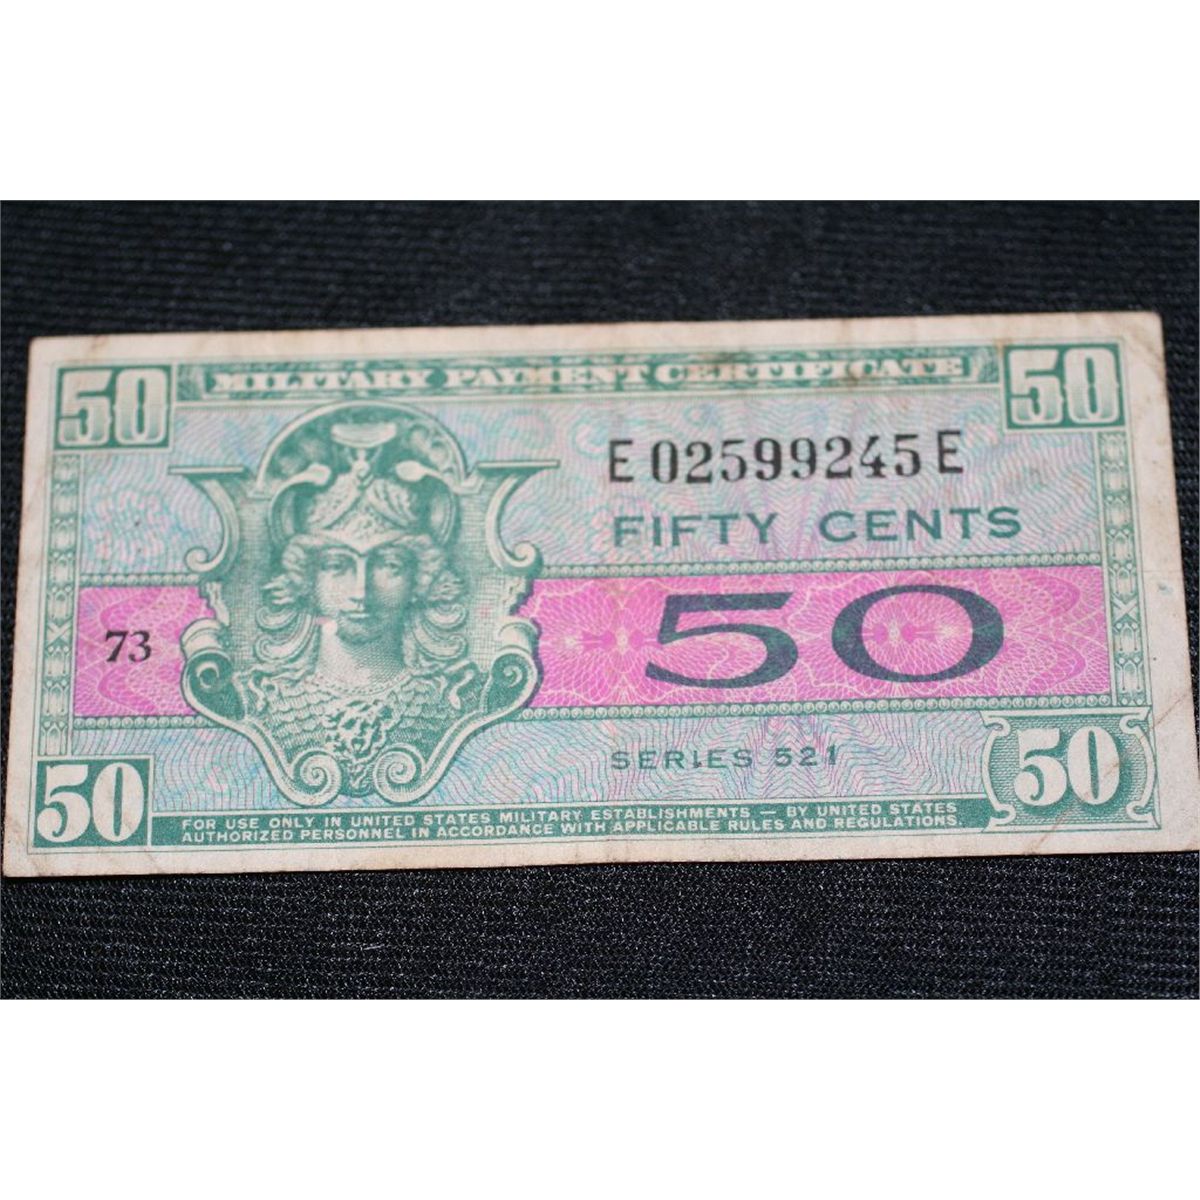 50 MILITARY PAYMENT CERTIFICATE 50
E02599245E
FIFTY CENTS
73 50
SERIES 521
50 50
FOR USE ONLY IN UNITED STATES MILITARY ESTABLISHMENTS — BY UNITED STATES
AUTHORIZED PERSONNEL IN ACCORDANCE WITH APPLICABLE RULES AND REGULATIONS.